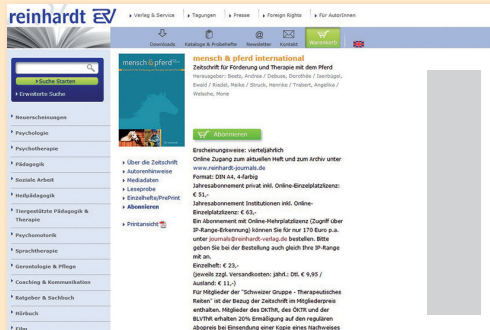 reinhardt
Verlag & Service
Tagungen
Presse
Foreign Rights
Für AutorInnen
Downloads
Kataloge & Probehefte
Newsletter
Kontakt
Warenkorb
Suche Starten
Erweiterte Suche
Neuerscheinungen
Psychologie
Psychotherapie
Pädagogik
Soziale Arbeit
Heilpädagogik
Tiergestützte Pädagogik &
Therapie
Psychomotorik
Sprachtherapie
Gerontologie & Pflege
Coaching & Kommunikation
Ratgeber & Sachbuch
Hörbuch
Film
mensch & pferd
Über die Zeitschrift
Autorenhinweise
Mediadaten
Leseprobe
Einzelhefte/PrePrint
Abonnieren
Printansicht
mensch & pferd international
Zeitschrift für Förderung und Therapie mit dem Pferd
Herausgeber: Beetz, Andrea / Debuse, Dorothée / Iserbügel,
Ewald / Riedel, Meike / Struck, Hennike / Trabert, Angelika /
Welsche, Mone
Abonnieren
Erscheinungsweise: vierteljährlich
Online Zugang zum aktuellen Heft und zum Archiv unter
www.reinhardt-journals.de
Format: DIN A4, 4-farbig
Jahresabonnement privat inkl. Online-Einzelplatzlizenz:
€ 51,-
Jahresabonnement Institutionen inkl. Online-
Einzelplatzlizenz: € 63,-
Ein Abonnement mit Online-Mehrplatzlizenz (Zugriff über
IP-Range-Erkennung) können Sie für nur 170 Euro p.a.
unter journals@reinhardt-verlag.de bestellen. Bitte
geben Sie bei der Bestellung auch gleich Ihre IP-Range
mit an.
Einzelheft: € 23,-
(jeweils zzgl. Versandkosten: jährl.: Dtl. € 9,95 /
Ausland: € 11,-)
Für Mitglieder der "Schweizer Gruppe - Therapeutisches
Reiten" ist der Bezug der Zeitschrift im Mitgliederpreis
enthalten. Mitglieder des DKThR, des ÖKTR und der
BLVTHR erhalten 20% Ermäßigung auf den regulären
Abopreis bei Einsendung einer Kopie eines Nachweises